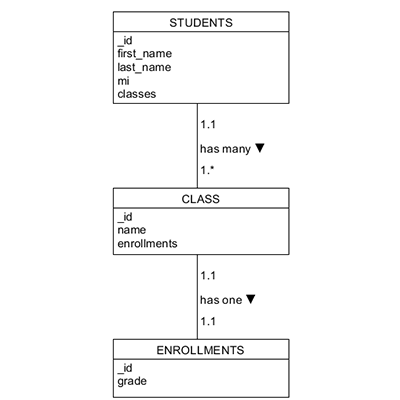 STUDENTS
_id
first_name
last_name
mi
classes
1.1
has many ▼
1.*
CLASS
_id
name
enrollments
1.1
has one ▼
1.1
ENROLLMENTS
_id
grade